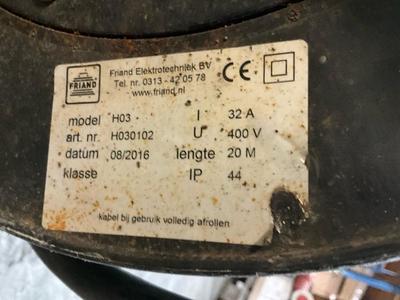 FRIAND
Friand Elektrotechniek BV
Tel. nr. 0313 - 42 05 78
www.friand.nl
CE
model H03 I 32 A
art. nr. H030102 U 400 V
datum 08/2016 lengte 20 M
klasse IP 44
kabel bij gebruik volledig afrollen